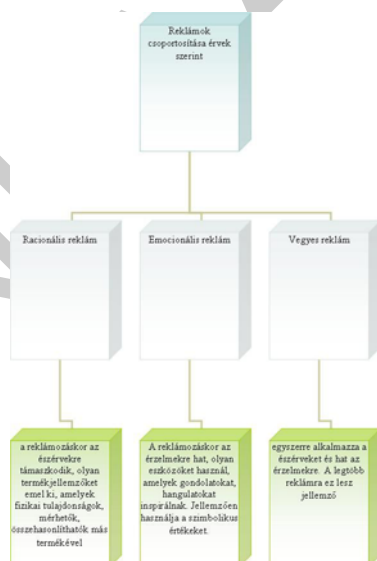 Reklámok
csoportosítása érvek
szerint
Racionális reklám
Emocionális reklám
Vegyes reklám
a reklámozáskor az
észérvekre
támaszkodik, olyan
termékjellemzőket
emel ki, amelyek
fizikai tulajdonságok,
mérhetők,
összehasonlíthatók más
termékével
A reklámozáskor az
érzelmekre hat, olyan
eszközöket használ,
amelyek gondolatokat,
hangulatokat
inspirálnak. Jellemzően
használja a szimbolikus
értékeket.
egyszerre alkalmazza a
észérveket és hat az
érzelmekre. A legtöbb
reklámra ez lesz
jellemző